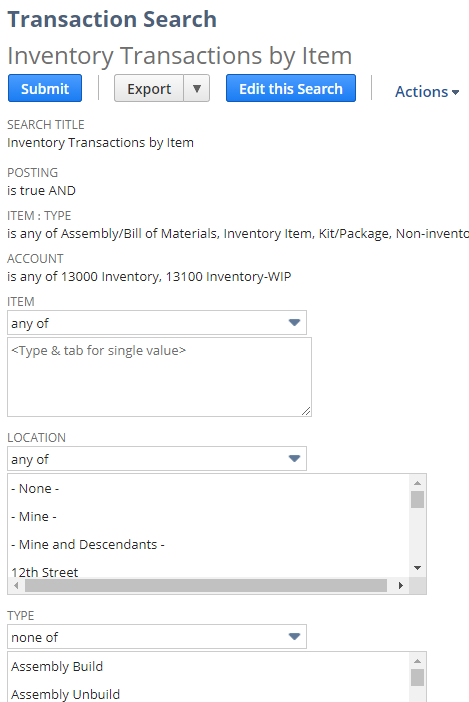 Transaction Search
Inventory Transactions by Item
Submit Export Edit this Search Actions
SEARCH TITLE
Inventory Transactions by Item
POSTING
is true AND
ITEM : TYPE
is any of Assembly/Bill of Materials, Inventory Item, Kit/Package, Non-invento
ACCOUNT
is any of 13000 Inventory, 13100 Inventory-WIP
ITEM
any of
<Type & tab for single value>
LOCATION
any of
- None -
- Mine -
- Mine and Descendants -
12th Street
TYPE
none of
Assembly Build
Assembly Unbuild